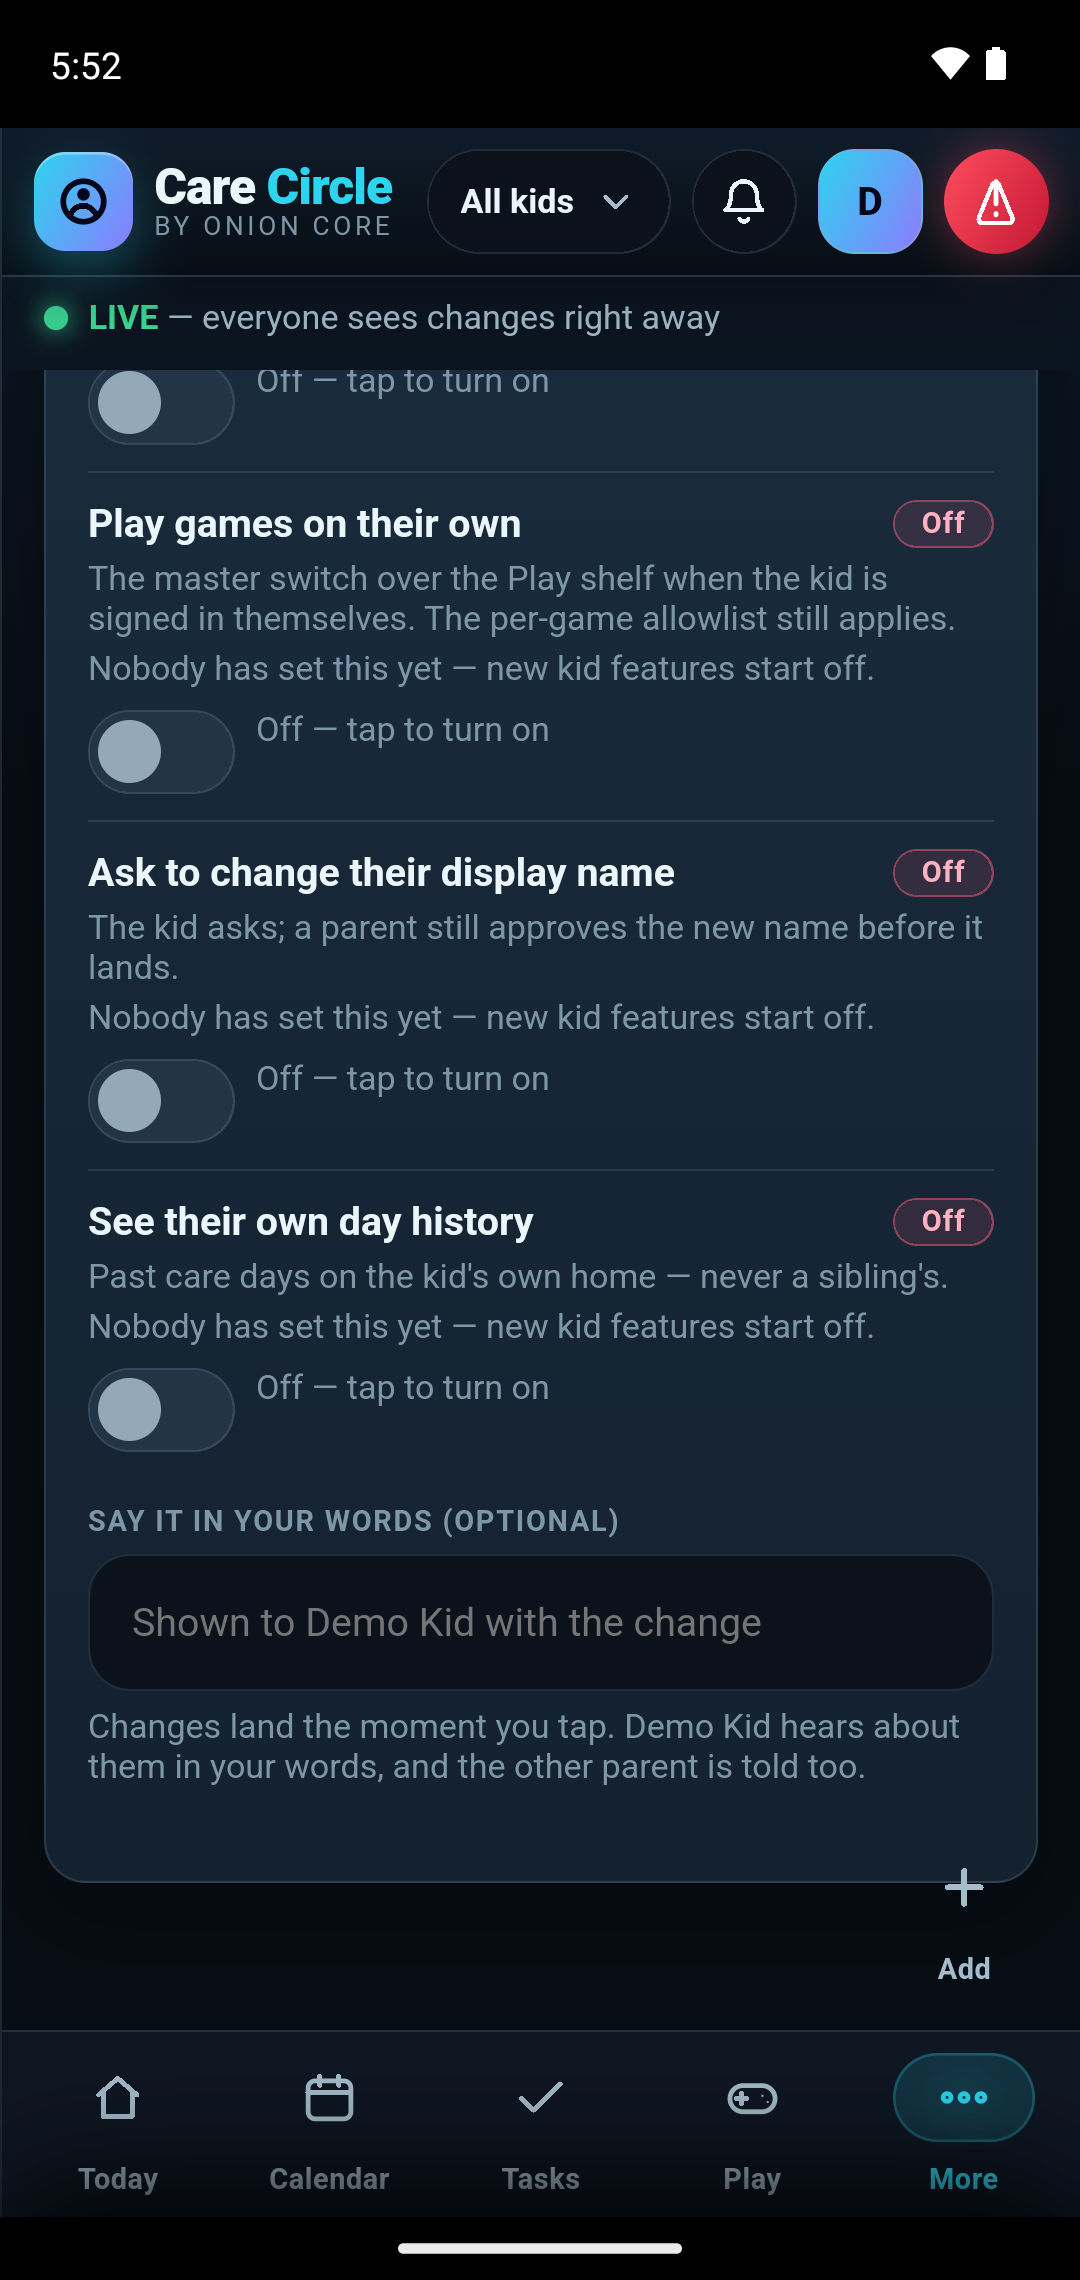 5:52
Care Circle
BY ONION CORE
All kids
D
LIVE — everyone sees changes right away
Off — tap to turn on
Play games on their own
Off
The master switch over the Play shelf when the kid is
signed in themselves. The per-game allowlist still applies.
Nobody has set this yet — new kid features start off.
Off — tap to turn on
Ask to change their display name
Off
The kid asks; a parent still approves the new name before it
lands.
Nobody has set this yet — new kid features start off.
Off — tap to turn on
See their own day history
Off
Past care days on the kid's own home — never a sibling's.
Nobody has set this yet — new kid features start off.
Off — tap to turn on
SAY IT IN YOUR WORDS (OPTIONAL)
Shown to Demo Kid with the change
Changes land the moment you tap. Demo Kid hears about
them in your words, and the other parent is told too.
Add
Today
Calendar
Tasks
Play
More